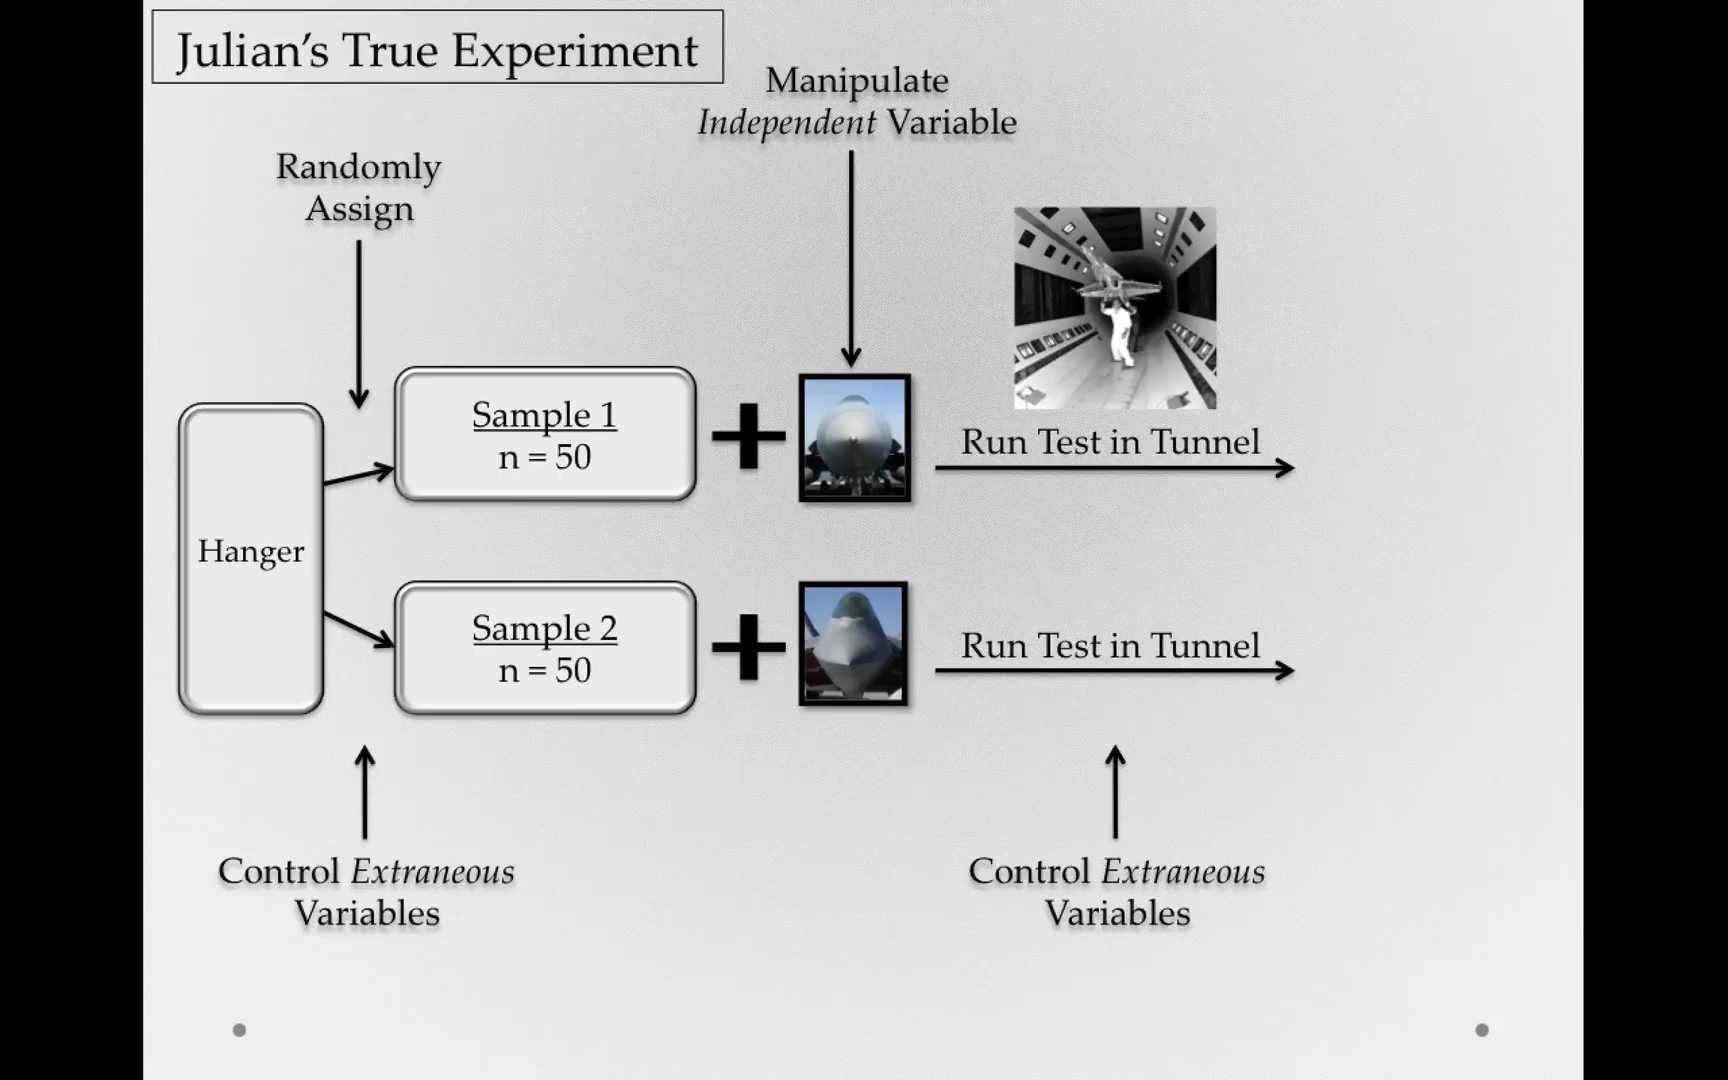 Julian's True Experiment
Manipulate
Independent Variable
Randomly
Assign
Sample 1
n = 50
Run Test in Tunnel
Hanger
Sample 2
n = 50
Run Test in Tunnel
Control Extraneous
Variables
Control Extraneous
Variables